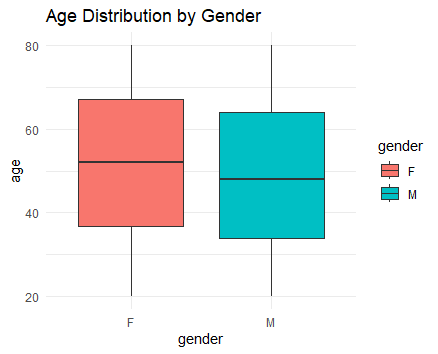 Age Distribution by Gender
80
60
40
20
age
F
M
gender
gender
F
M